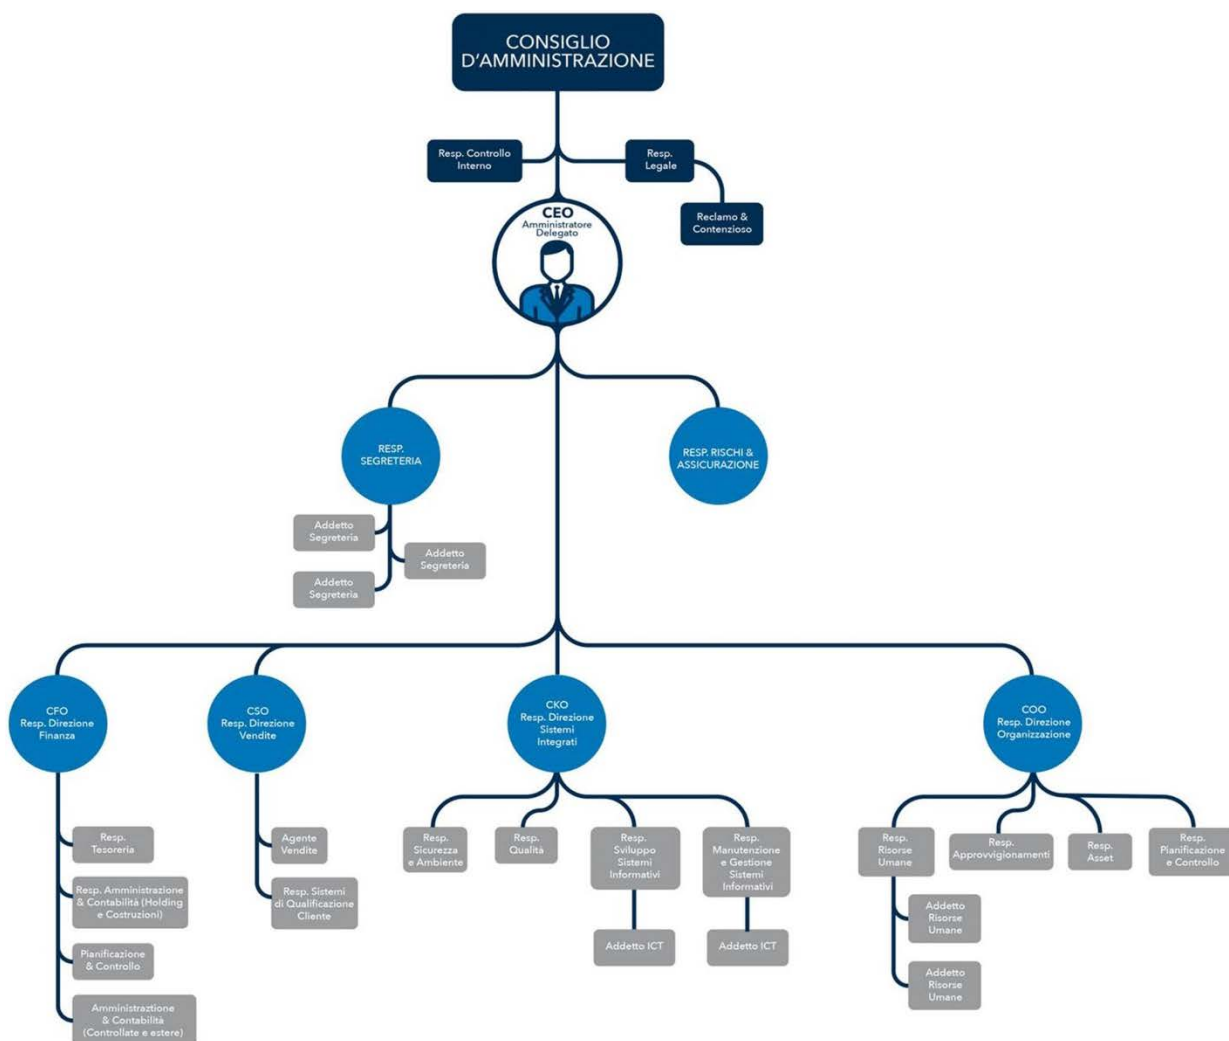 CONSIGLIO
D'AMMINISTRAZIONE
Resp. Controllo
Interno
Resp.
Legale
Reclamo &
Contenzioso
CEO
Amministratore
Delegato
RESP.
SEGRETERIA
RESP. RISCHI &
ASSICURAZIONE
Addetto
Segreteria
Addetto
Segreteria
Addetto
Segreteria
CFO
Resp. Direzione
Finanza
CSO
Resp. Direzione
Vendite
CKO
Resp. Direzione
Sistemi
Integrati
COO
Resp. Direzione
Organizzazione
Resp.
Tesoreria
Resp. Amministrazione
& Contabilità (Holding
e Costruzioni)
Pianificazione
& Controllo
Amministraztione
& Contabilità
(Controllate e estere)
Agente
Vendite
Resp. Sistemi
di Qualificazione
Cliente
Resp.
Sicurezza
e Ambiente
Resp.
Qualità
Resp.
Sviluppo
Sistemi
Informativi
Addetto ICT
Resp.
Manutenzione
e Gestione
Sistemi
Informativi
Addetto ICT
Resp.
Risorse
Umane
Addetto
Risorse
Umane
Addetto
Risorse
Umane
Resp.
Approvvigionamenti
Resp.
Asset
Resp.
Pianificazione e
Controllo